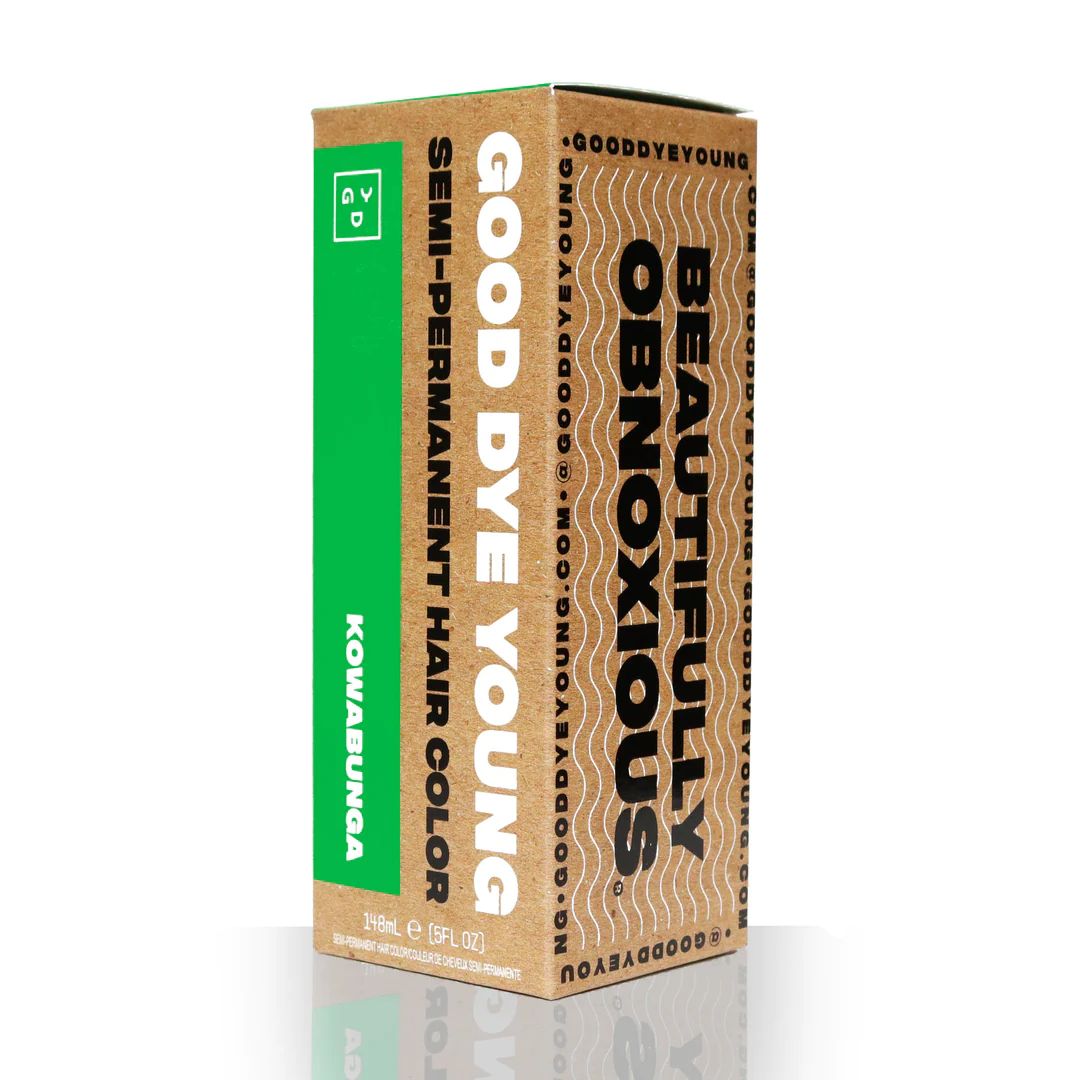 GOOD DYE YOUNG
SEMI-PERMANENT HAIR COLOR
GDY
KOWABUNGA
148mL ℮ (5FL OZ)
SEMI-PERMANENT HAIR COLOR/COULEUR DE CHEVEUX SEMI-PERMANENTE
BEAUTIFULLY
OBNOXIOUS®
•GOODDYEYOUNG
.COM@GOODDYEYOUNG•GOODDYEYOUNG.COM•
@GOODDYEYOU
NG•GOODDYEYOUNG.COM•@GOODDYEYOUNG